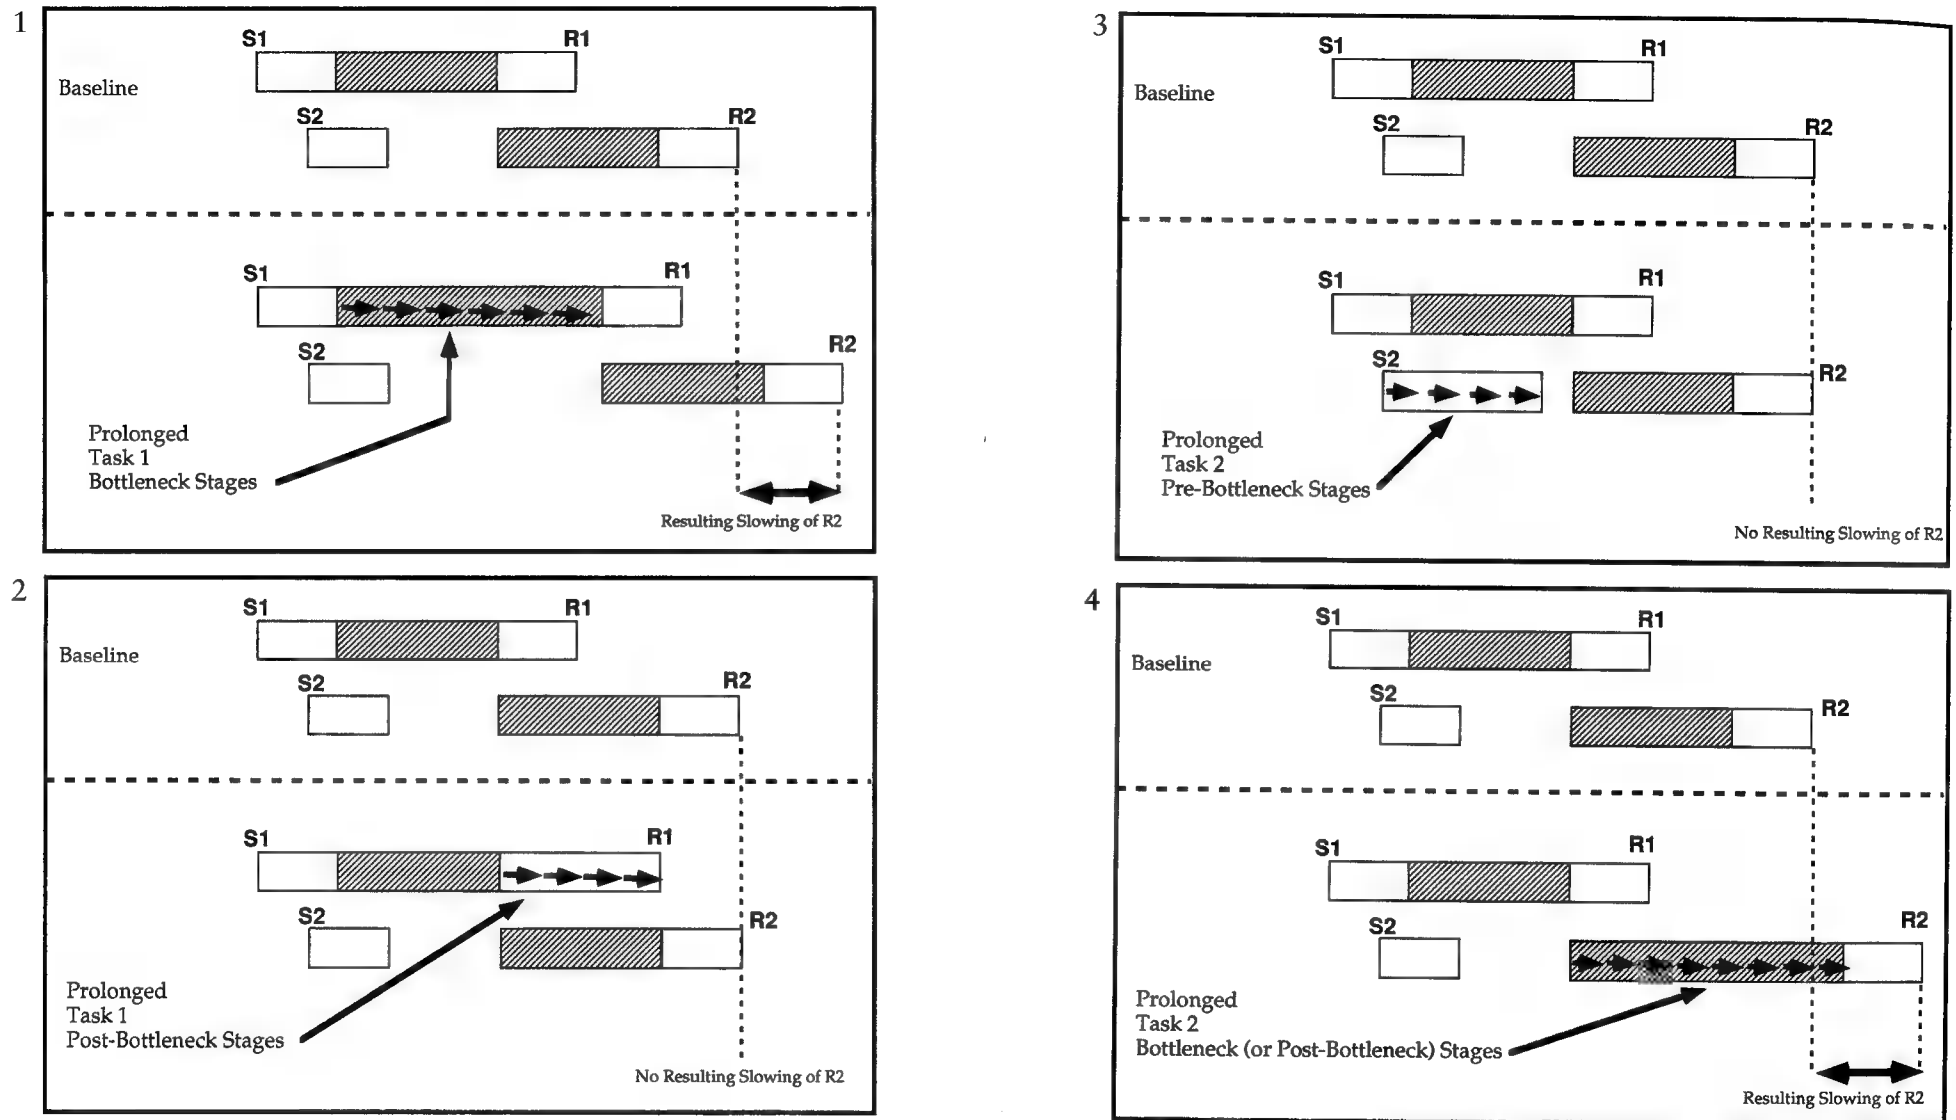 1
S1
R1
Baseline
S2
R2
S1
R1
S2
R2
Prolonged
Task 1
Bottleneck Stages
Resulting Slowing of R2
2
S1
R1
Baseline
S2
R2
S1
R1
S2
R2
Prolonged
Task 1
Post-Bottleneck Stages
No Resulting Slowing of R2
3
S1
R1
Baseline
S2
R2
S1
R1
S2
R2
Prolonged
Task 2
Pre-Bottleneck Stages
No Resulting Slowing of R2
4
S1
R1
Baseline
S2
R2
S1
R1
S2
R2
Prolonged
Task 2
Bottleneck (or Post-Bottleneck) Stages
Resulting Slowing of R2